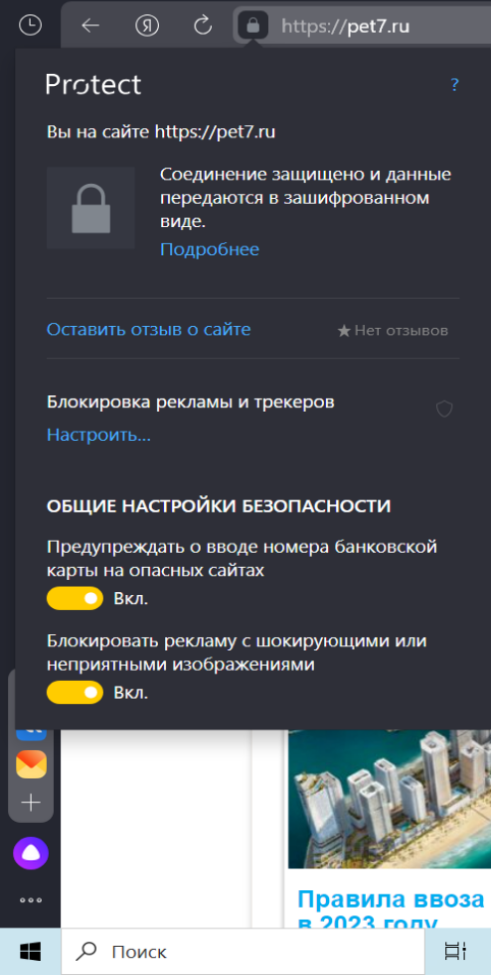 https://pet7.ru
Protect
?
Вы на сайте https://pet7.ru
Соединение защищено и данные
передаются в зашифрованном
виде.
Подробнее
Оставить отзыв о сайте
★ Нет отзывов
Блокировка рекламы и трекеров
Настроить...
ОБЩИЕ НАСТРОЙКИ БЕЗОПАСНОСТИ
Предупреждать о вводе номера банковской
карты на опасных сайтах
Вкл.
Блокировать рекламу с шокирующими или
неприятными изображениями
Вкл.
Правила ввоза
в 2023 году
Поиск